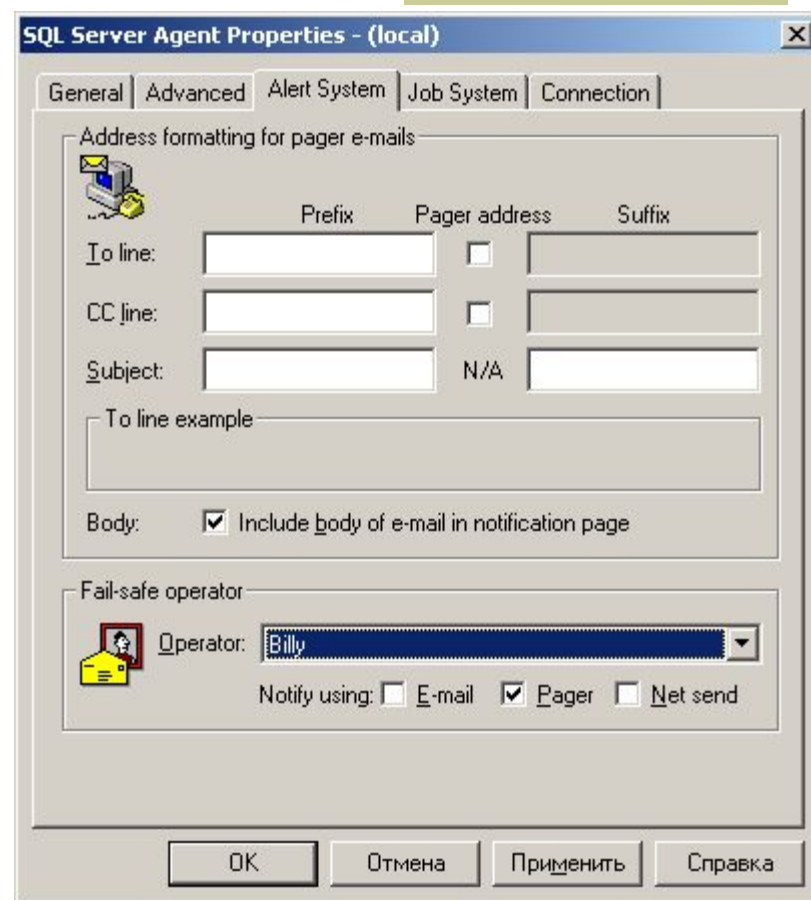 SQL Server Agent Properties - (local)
General Advanced Alert System Job System Connection
Address formatting for pager e-mails
Prefix Pager address Suffix
To line:
CC line:
Subject: N/A
To line example
Body: Include body of e-mail in notification page
Fail-safe operator
Operator: Billy
Notify using: E-mail Pager Net send
OK Отмена Применить Справка